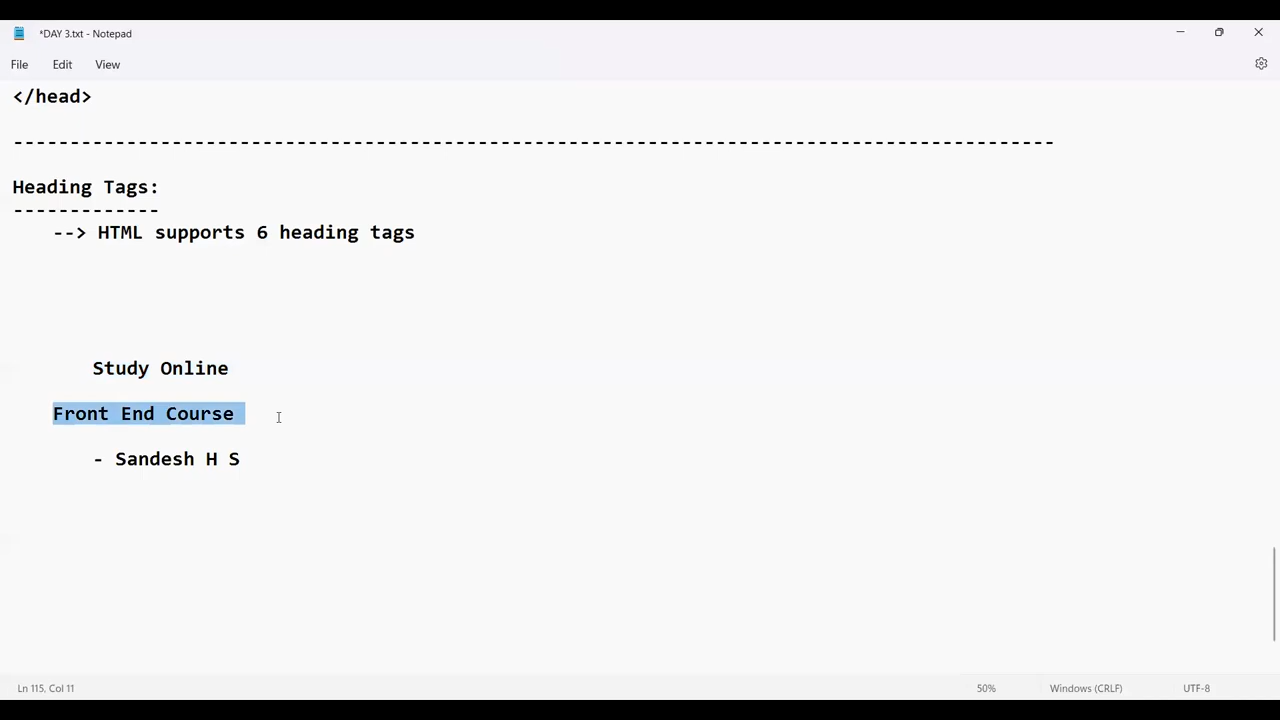 *DAY 3.txt - Notepad
File Edit View
</head>
---------------------------------------------------------------------------------------------
Heading Tags:
-------------
--> HTML supports 6 heading tags
Study Online
Front End Course
- Sandesh H S
Ln 115, Col 11 50% Windows (CRLF) UTF-8